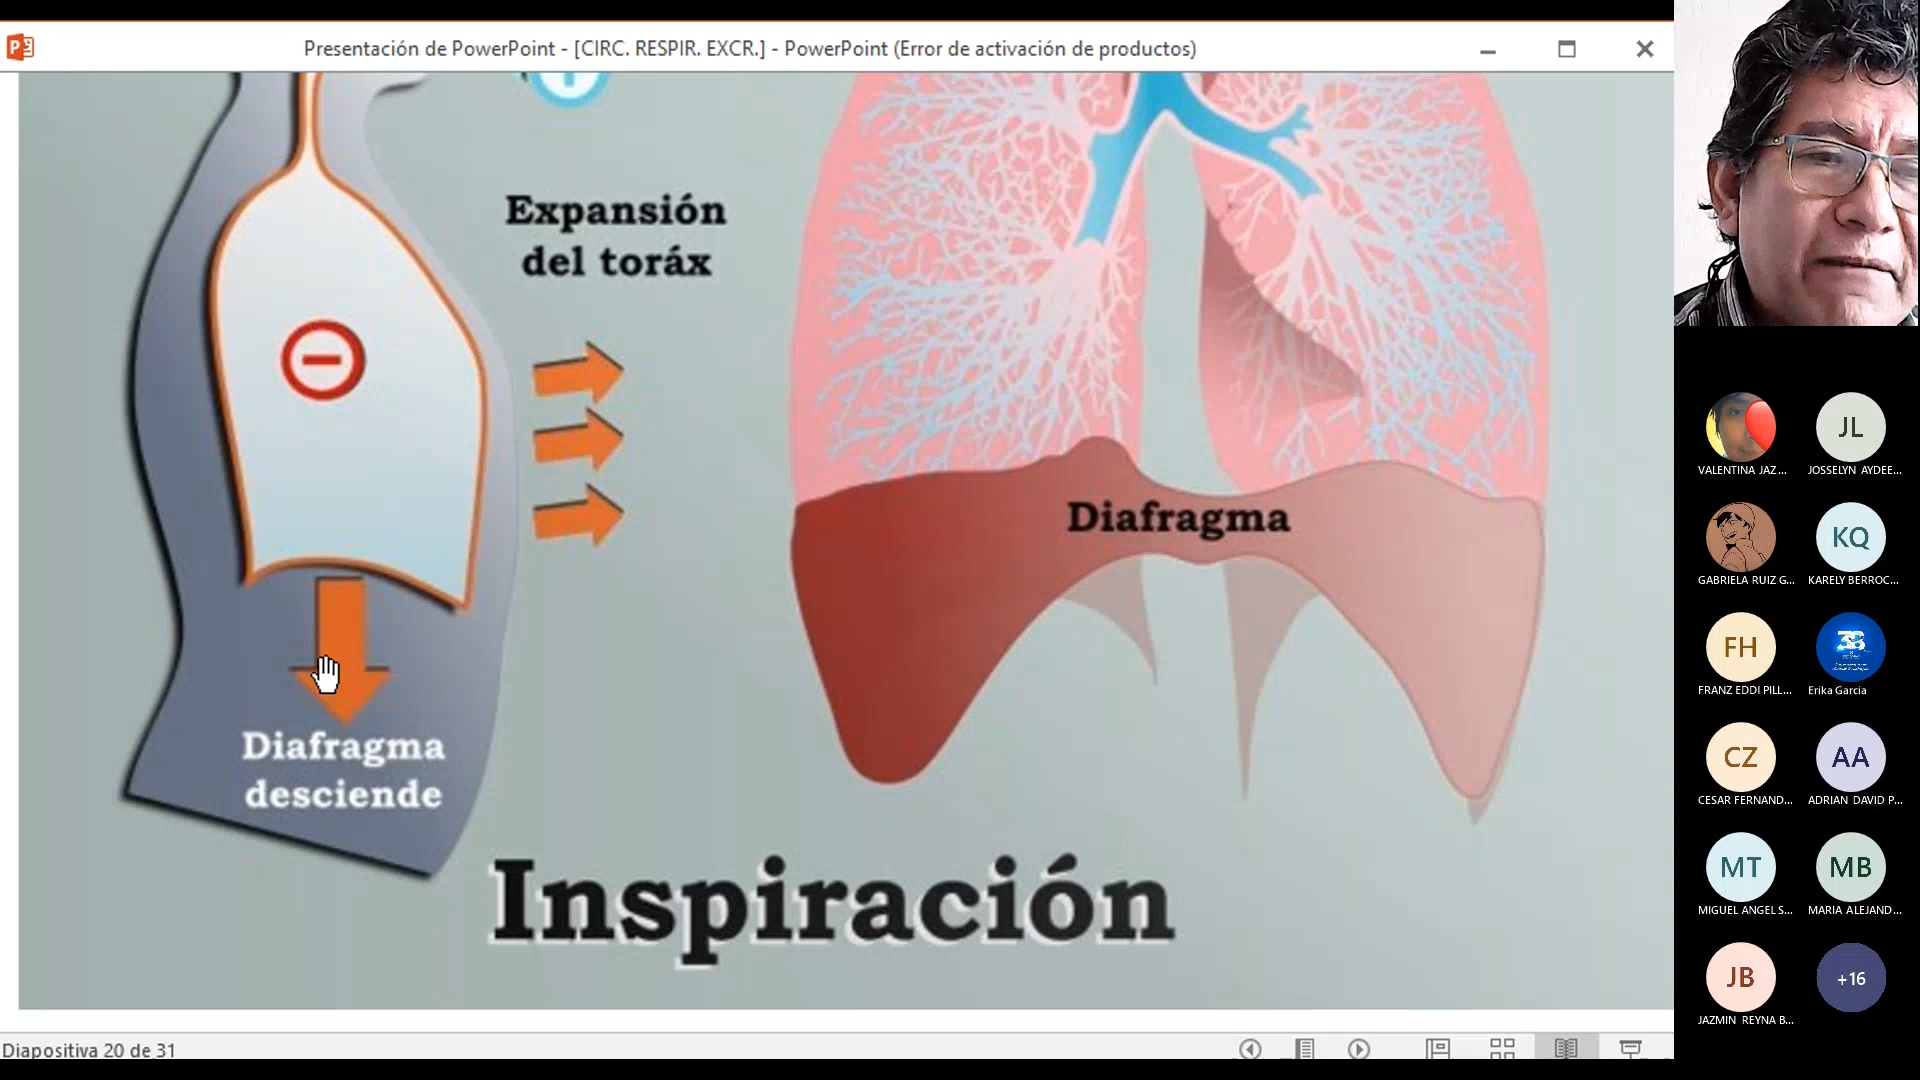 Presentación de PowerPoint - [CIRC. RESPIR. EXCR.] - PowerPoint (Error de activación de productos)
Expansión
del toráx
Diafragma
Diafragma
desciende
Inspiración
Diapositiva 20 de 31
JL
VALENTINA JAZ...
JOSSELYN AYDEE...
KQ
GABRIELA RUIZ G...
KARELY BERROC...
FH
38
FRANZ EDDI PILL...
Erika Garcia
CZ
AA
CESAR FERNAND...
ADRIAN DAVID P...
MT
MB
MIGUEL ANGEL S...
MARIA ALEJAND...
JB
+16
JAZMIN REYNA B...